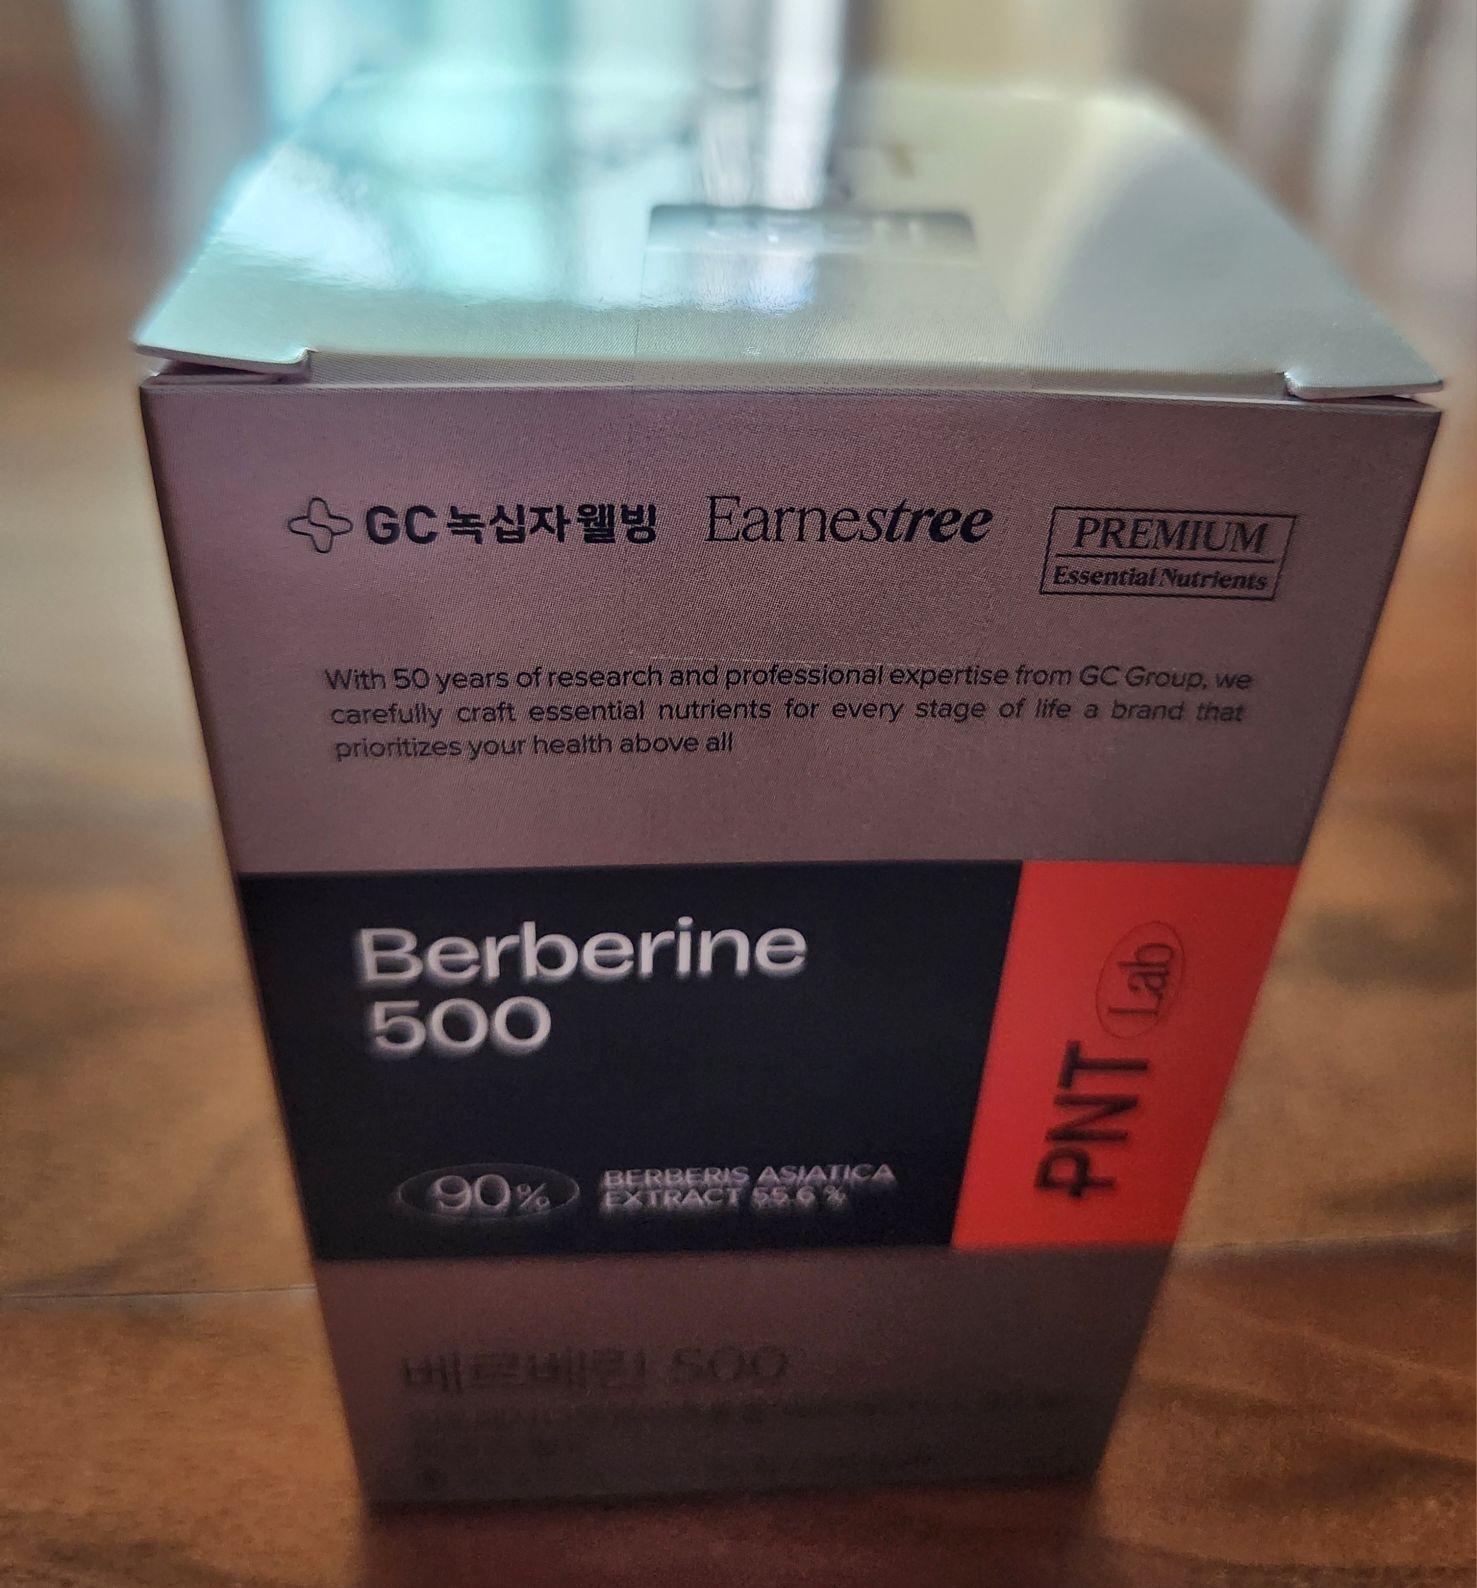 GC녹십자웰빙 Earnestree
PREMIUM
Essential Nutrients
With 50 years of research and professional expertise from GC Group, we
carefully craft essential nutrients for every stage of life a brand that
prioritizes your health above all
Berberine
500
PNT Lab
90%
BERBERIS ASIATICA
EXTRACT 55.6 %
베르베린 500